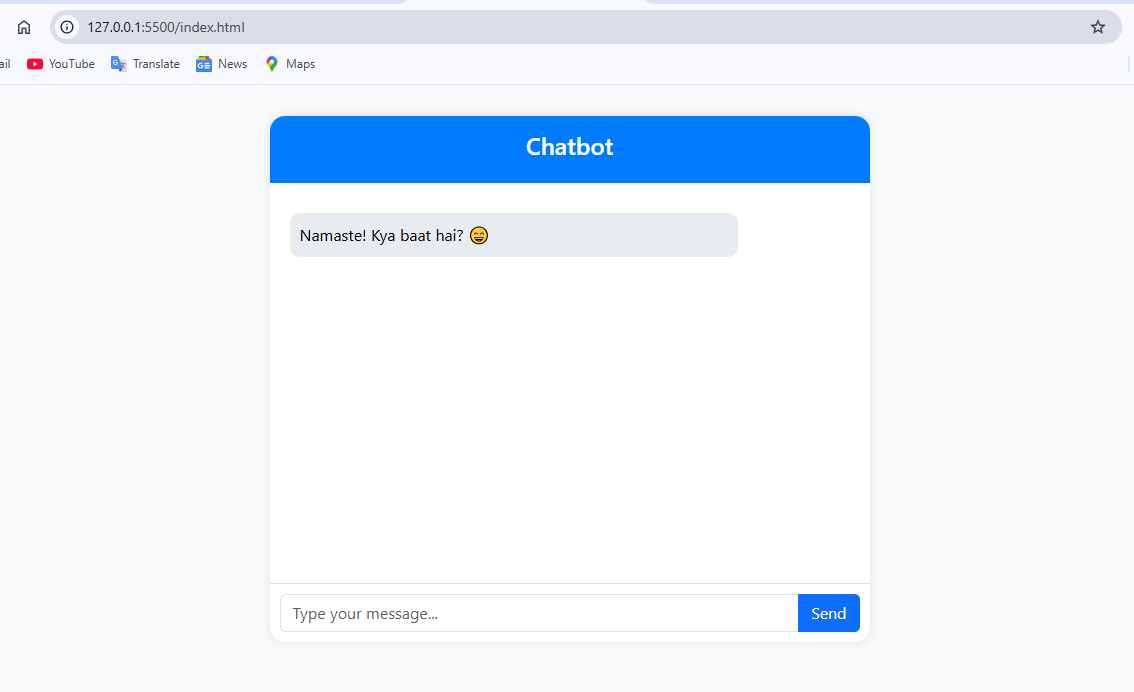 127.0.0.1:5500/index.html
ail YouTube Translate News Maps
Chatbot
Namaste! Kya baat hai? 😄
Type your message...
Send